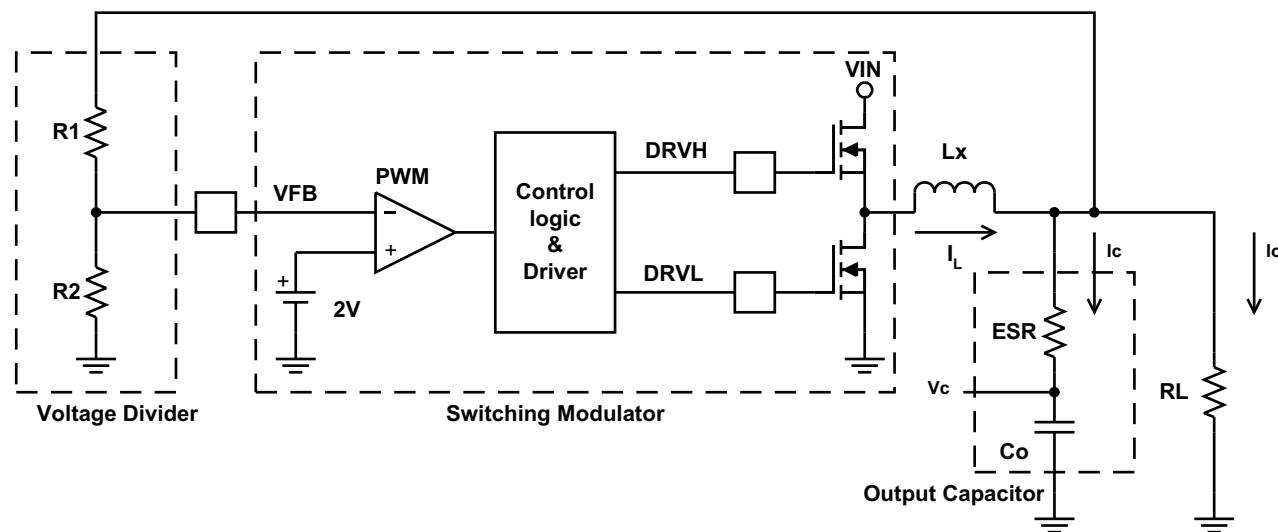 VIN
R1
DRVH
Lx
PWM
VFB
Control
logic
&
Driver
−
+
IL
Ic
+
R2
DRVL
2V
ESR
Vc
RL
Voltage Divider
Switching Modulator
Co
Output Capacitor